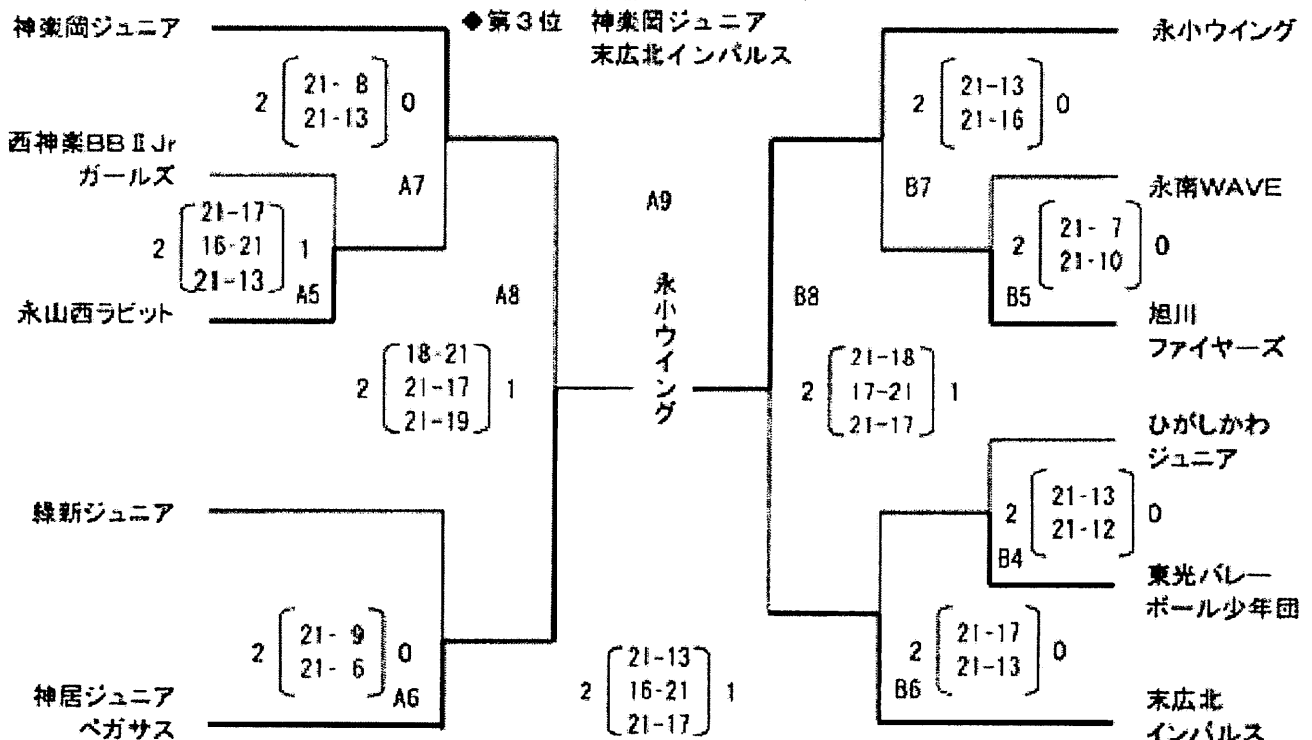 ◆第３位　神楽岡ジュニア
末広北インパルス
神楽岡ジュニア
2 21- 8 0
21-13
A7
西神楽BBⅡJr
ガールズ
21-17
2 16-21 1
21-13
A5
永山西ラビット
A8
18-21
2 21-17 1
21-19
緑新ジュニア
2 21- 9 0
21- 6
A6
神居ジュニア
ペガサス
A9
永小ウイング
21-13
2 16-21 1
21-17
永小ウイング
2 21-13 0
21-16
B7
永南WAVE
2 21- 7 0
21-10
B5
旭川
ファイヤーズ
B8
21-18
2 17-21 1
21-17
ひがしかわ
ジュニア
2 21-13 0
21-12
B4
東光バレー
ボール少年団
2 21-17 0
21-13
B6
末広北
インパルス